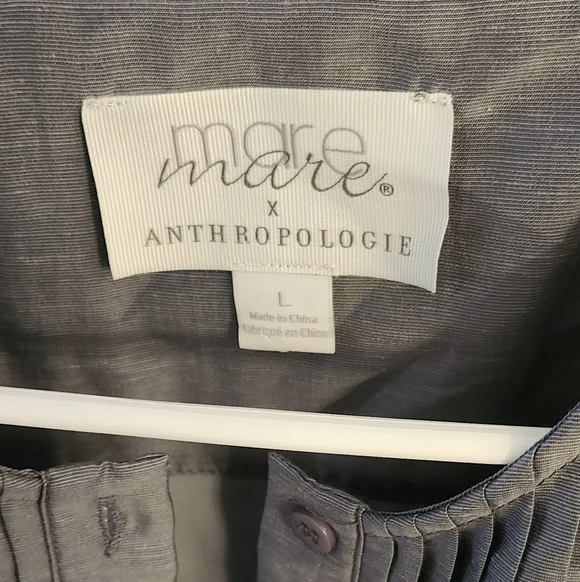 mare
mare®
X
ANTHROPOLOGIE
L
Made in China
Fabriqué en Chine